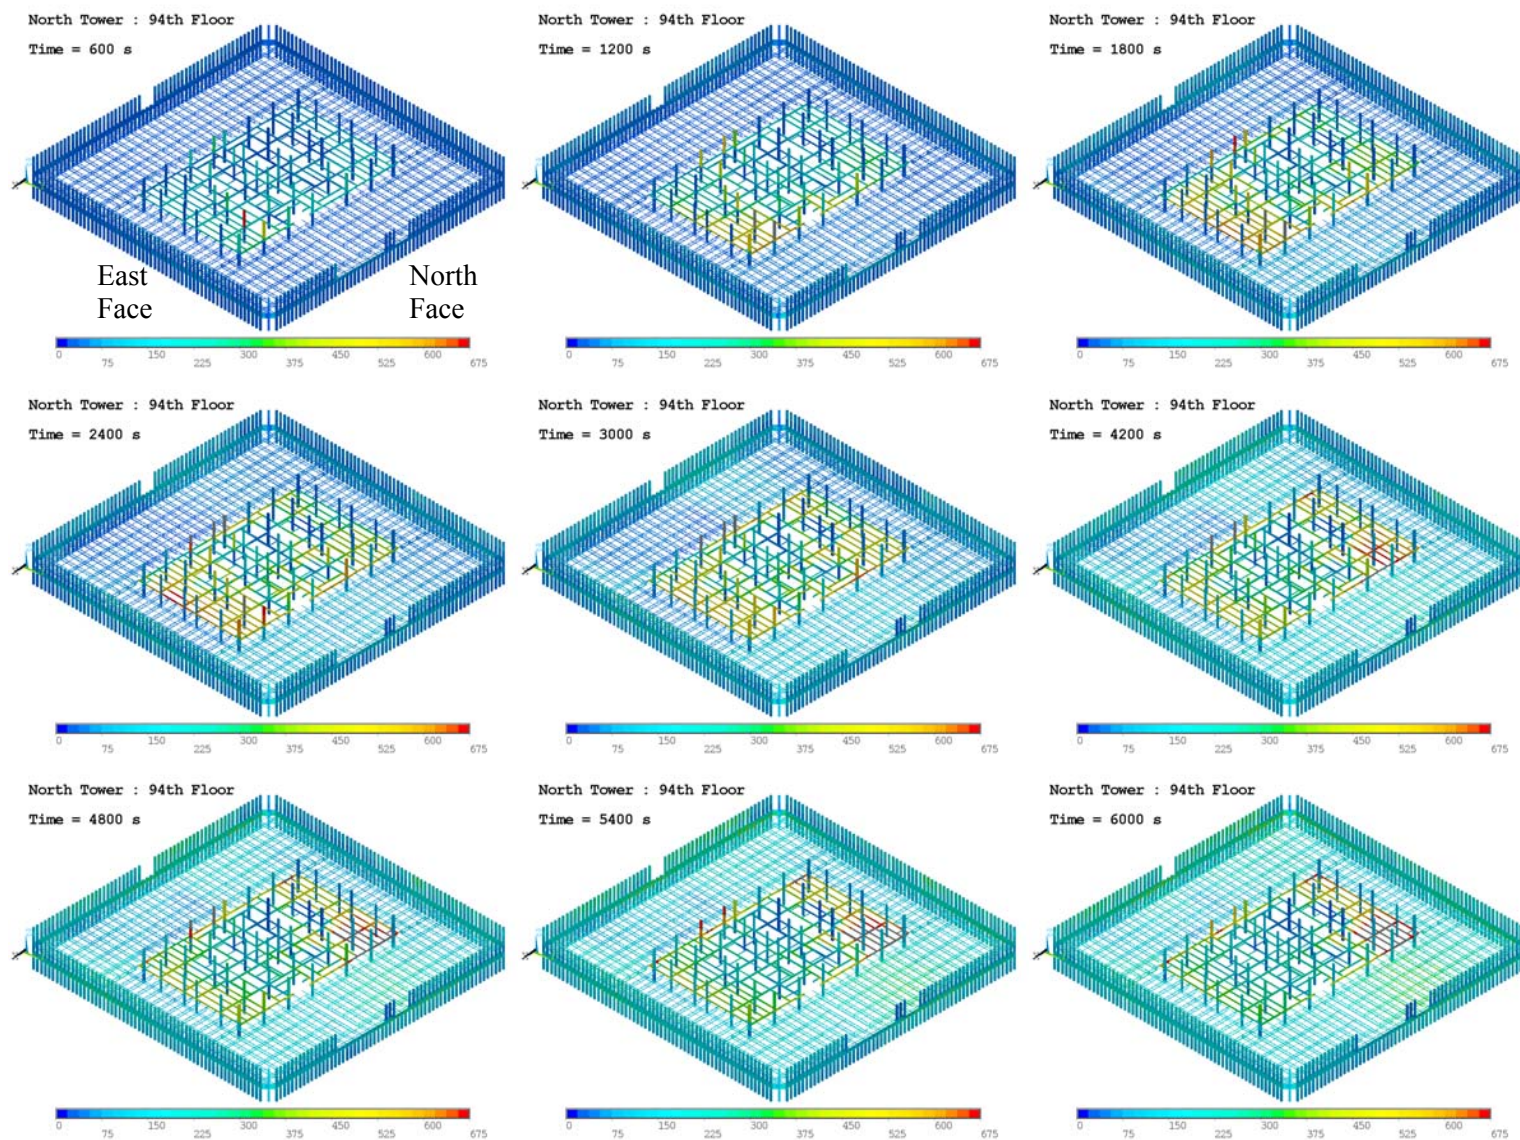 North Tower : 94th Floor
Time = 600 s
East
Face
North
Face
0 75 150 225 300 375 450 525 600 675
North Tower : 94th Floor
Time = 1200 s
0 75 150 225 300 375 450 525 600 675
North Tower : 94th Floor
Time = 1800 s
0 75 150 225 300 375 450 525 600 675
North Tower : 94th Floor
Time = 2400 s
0 75 150 225 300 375 450 525 600 675
North Tower : 94th Floor
Time = 3000 s
0 75 150 225 300 375 450 525 600 675
North Tower : 94th Floor
Time = 4200 s
0 75 150 225 300 375 450 525 600 675
North Tower : 94th Floor
Time = 4800 s
0 75 150 225 300 375 450 525 600 675
North Tower : 94th Floor
Time = 5400 s
0 75 150 225 300 375 450 525 600 675
North Tower : 94th Floor
Time = 6000 s
0 75 150 225 300 375 450 525 600 675